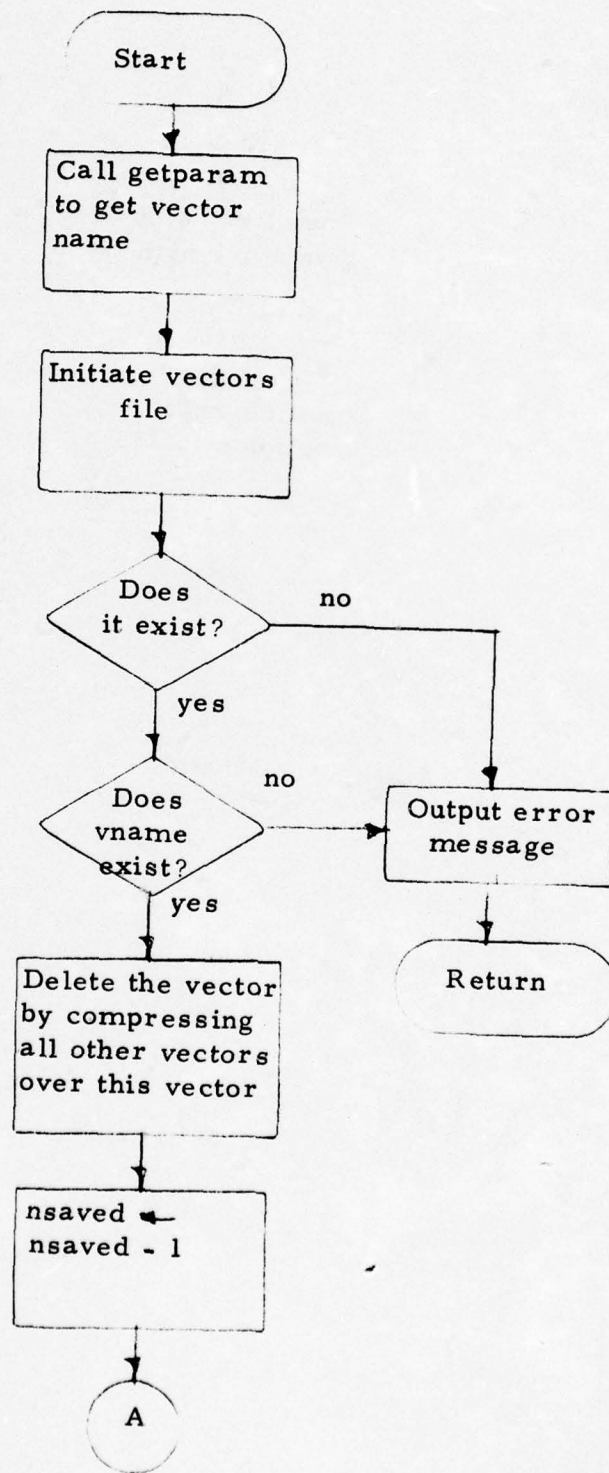 Start
Call getparam
to get vector
name
Initiate vectors
file
Does
it exist?
no
yes
Does
vname
exist?
no
yes
Output error
message
Return
Delete the vector
by compressing
all other vectors
over this vector
nsaved ←
nsaved - 1
A